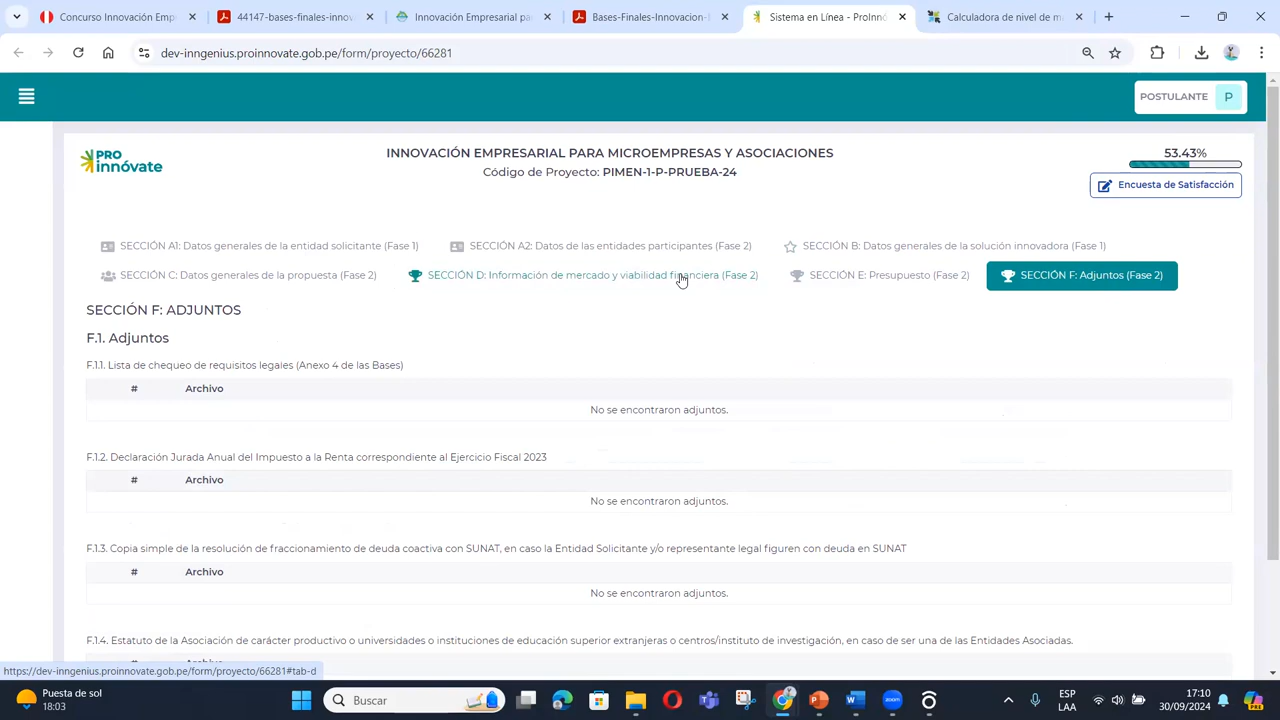 Concurso Innovación Emp
44147-bases-finales-innov
Innovación Empresarial pa
Bases-Finales-Innovacion-
Sistema en Línea - ProInnó
Calculadora de nivel de m
dev-inngenius.proinnovate.gob.pe/form/proyecto/66281
POSTULANTE P
PRO innóvate
INNOVACIÓN EMPRESARIAL PARA MICROEMPRESAS Y ASOCIACIONES
53.43%
Código de Proyecto: PIMEN-1-P-PRUEBA-24
Encuesta de Satisfacción
SECCIÓN A1: Datos generales de la entidad solicitante (Fase 1)
SECCIÓN A2: Datos de las entidades participantes (Fase 2)
SECCIÓN B: Datos generales de la solución innovadora (Fase 1)
SECCIÓN C: Datos generales de la propuesta (Fase 2)
SECCIÓN D: Información de mercado y viabilidad financiera (Fase 2)
SECCIÓN E: Presupuesto (Fase 2)
SECCIÓN F: Adjuntos (Fase 2)
SECCIÓN F: ADJUNTOS
F.1. Adjuntos
F.1.1. Lista de chequeo de requisitos legales (Anexo 4 de las Bases)
# Archivo
No se encontraron adjuntos.
F.1.2. Declaración Jurada Anual del Impuesto a la Renta correspondiente al Ejercicio Fiscal 2023
# Archivo
No se encontraron adjuntos.
F.1.3. Copia simple de la resolución de fraccionamiento de deuda coactiva con SUNAT, en caso la Entidad Solicitante y/o representante legal figuren con deuda en SUNAT
# Archivo
No se encontraron adjuntos.
F.1.4. Estatuto de la Asociación de carácter productivo o universidades o instituciones de educación superior extranjeras o centros/instituto de investigación, en caso de ser una de las Entidades Asociadas.
# Archivo
https://dev-inngenius.proinnovate.gob.pe/form/proyecto/66281#tab-d
Puesta de sol
18:03
Buscar
ESP
LAA
17:10
30/09/2024